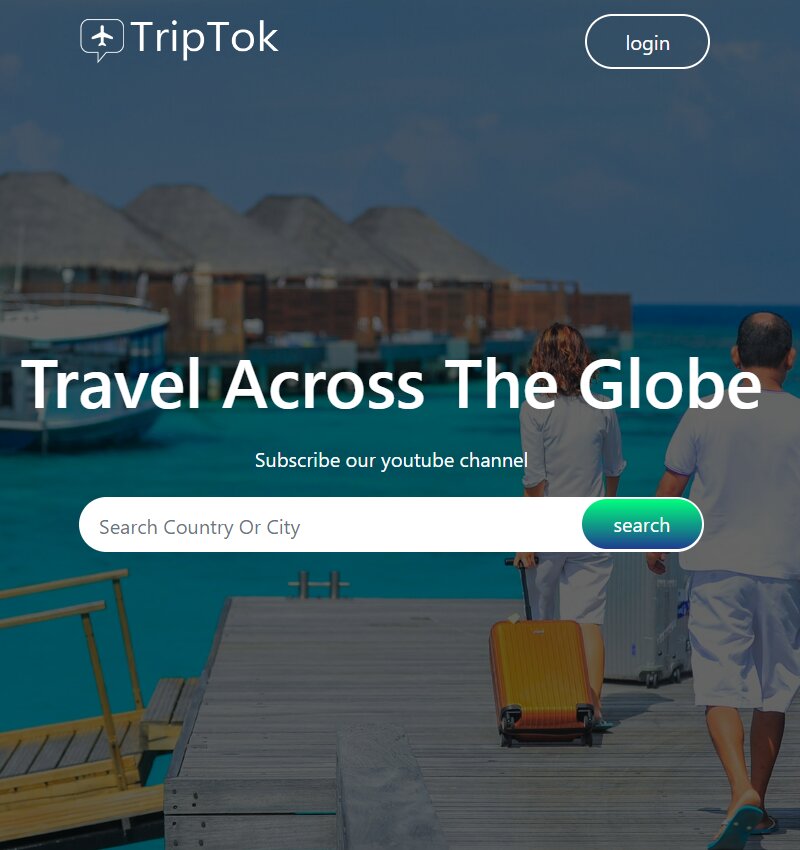 TripTok
login
Travel Across The Globe
Subscribe our youtube channel
Search Country Or City
search